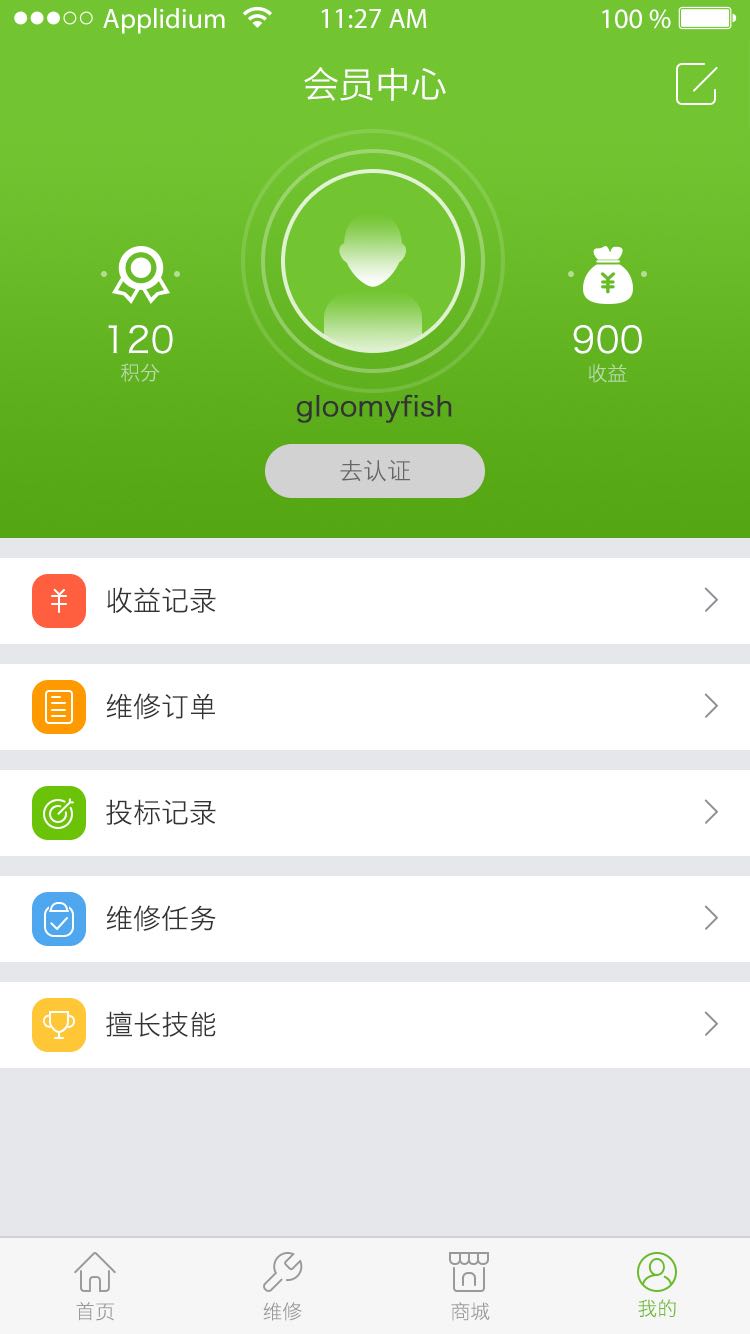 Applidium 11:27 AM 100 %
会员中心
120
积分
900
收益
gloomyfish
去认证
收益记录
维修订单
投标记录
维修任务
擅长技能
首页 维修 商城 我的